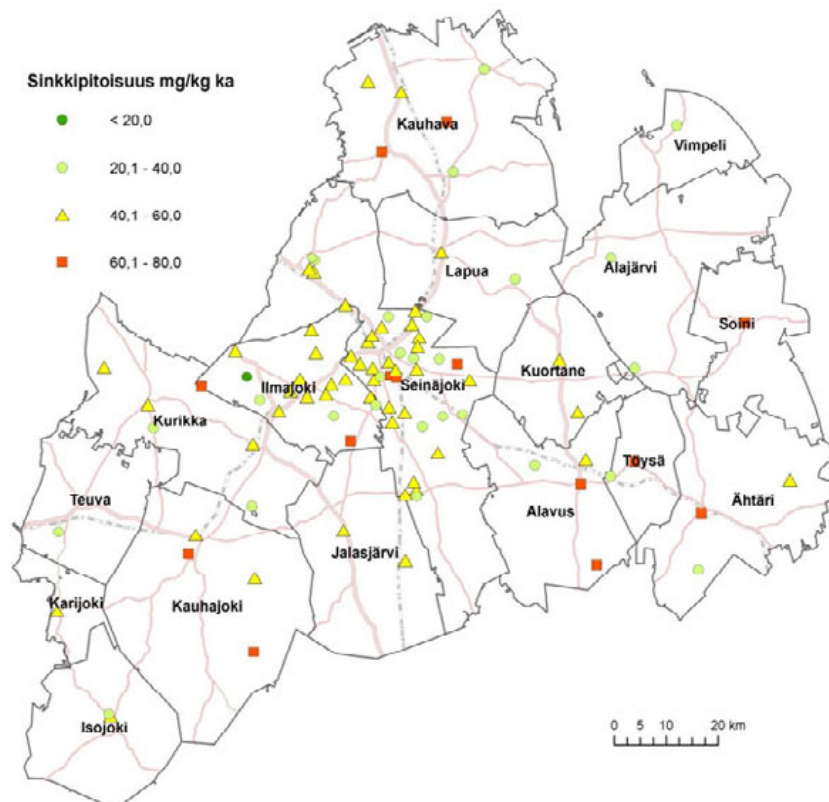 Sinkkipitoisuus mg/kg ka
< 20,0
20,1 - 40,0
40,1 - 60,0
60,1 - 80,0
Kauhava
Vimpeli
Lapua
Alajärvi
Soini
Kuortane
Ilmajoki
Seinäjoki
Kurikka
Töysä
Teuva
Ähtäri
Alavus
Jalasjärvi
Karijoki
Kauhajoki
Isojoki
0 5 10 20 km